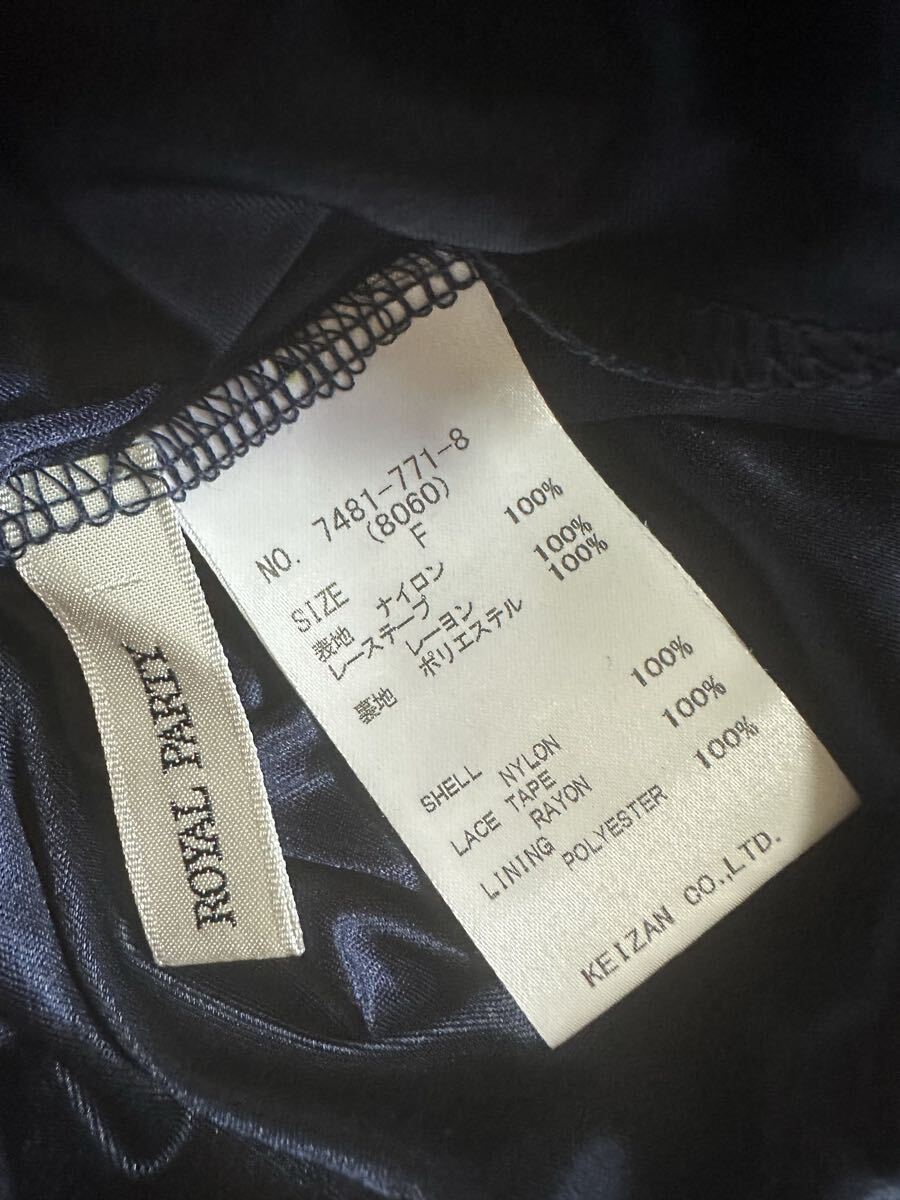 ROYAL PARTY
NO. 7481-771-8
(8060)
SIZE F
表地 ナイロン 100%
レーステープ
レーヨン 100%
裏地 ポリエステル 100%
SHELL NYLON 100%
LACE TAPE
RAYON 100%
LINING POLYESTER 100%
KEIZAN CO.,LTD.